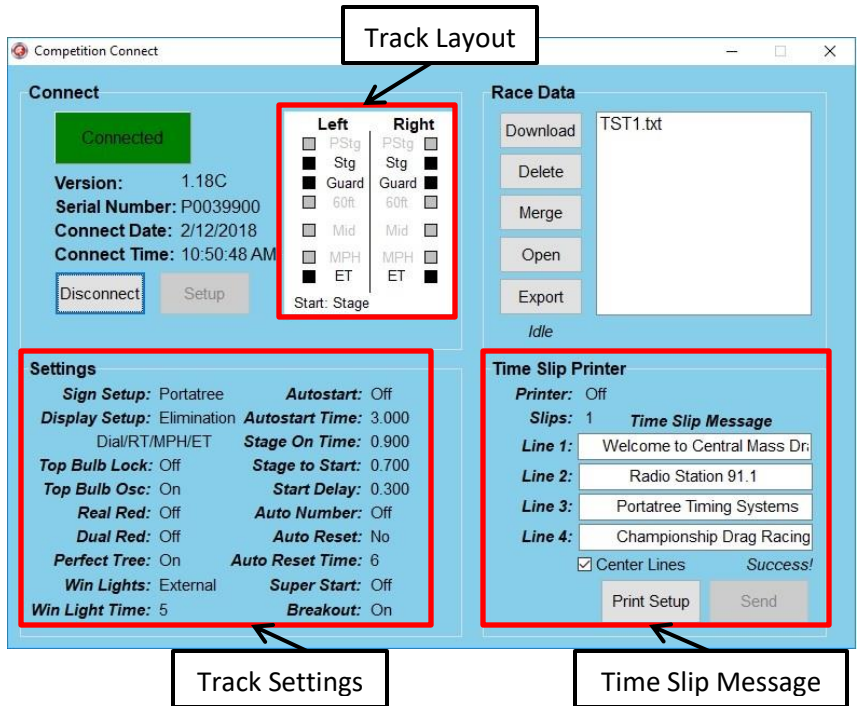 Track Layout
Competition Connect
Connect
Connected
Version: 1.18C
Serial Number: P0039900
Connect Date: 2/12/2018
Connect Time: 10:50:48 AM
Disconnect Setup
Left Right
PStg PStg
Stg Stg
Guard Guard
60ft 60ft
Mid Mid
MPH MPH
ET ET
Start: Stage
Race Data
Download
Delete
Merge
Open
Export
Idle
TST1.txt
Settings
Sign Setup: Portatree
Display Setup: Elimination
Dial/RT/MPH/ET
Top Bulb Lock: Off
Top Bulb Osc: On
Real Red: Off
Dual Red: Off
Perfect Tree: On
Win Lights: External
Win Light Time: 5
Autostart: Off
Autostart Time: 3.000
Stage On Time: 0.900
Stage to Start: 0.700
Start Delay: 0.300
Auto Number: Off
Auto Reset: No
Auto Reset Time: 6
Super Start: Off
Breakout: On
Time Slip Printer
Printer: Off
Slips: 1 Time Slip Message
Line 1: Welcome to Central Mass
Line 2: Radio Station 91.1
Line 3: Portatree Timing Systems
Line 4: Championship Drag Racing
Center Lines Success!
Print Setup Send
Track Settings
Time Slip Message